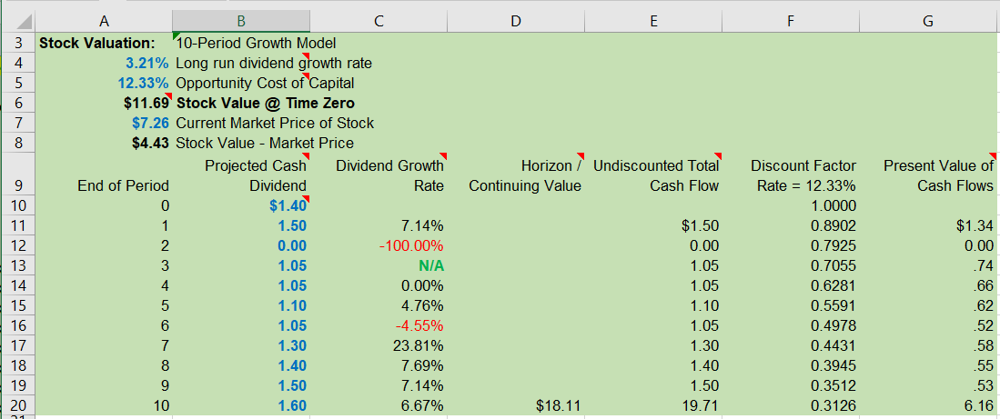 A B C D E F G
3 Stock Valuation: 10-Period Growth Model
4 3.21% Long run dividend growth rate
5 12.33% Opportunity Cost of Capital
6 $11.69 Stock Value @ Time Zero
7 $7.26 Current Market Price of Stock
8 $4.43 Stock Value - Market Price
Projected Cash Dividend Growth Horizon / Undiscounted Total Discount Factor Present Value of
9 End of Period Dividend Rate Continuing Value Cash Flow Rate = 12.33% Cash Flows
10 0 $1.40 1.0000
11 1 1.50 7.14% $1.50 0.8902 $1.34
12 2 0.00 -100.00% 0.00 0.7925 0.00
13 3 1.05 N/A 1.05 0.7055 .74
14 4 1.05 0.00% 1.05 0.6281 .66
15 5 1.10 4.76% 1.10 0.5591 .62
16 6 1.05 -4.55% 1.05 0.4978 .52
17 7 1.30 23.81% 1.30 0.4431 .58
18 8 1.40 7.69% 1.40 0.3945 .55
19 9 1.50 7.14% 1.50 0.3512 .53
20 10 1.60 6.67% $18.11 19.71 0.3126 6.16